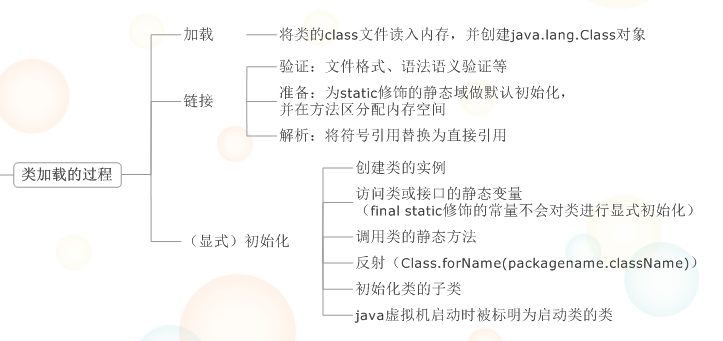 类加载的过程
加载
将类的class文件读入内存，并创建java.lang.Class对象
链接
验证：文件格式、语法语义验证等
准备：为static修饰的静态域做默认初始化，
并在方法区分配内存空间
解析：将符号引用替换为直接引用
（显式）初始化
创建类的实例
访问类或接口的静态变量
（final static修饰的常量不会对类进行显式初始化）
调用类的静态方法
反射（Class.forName(packagename.className)）
初始化类的子类
java虚拟机启动时被标明为启动类的类